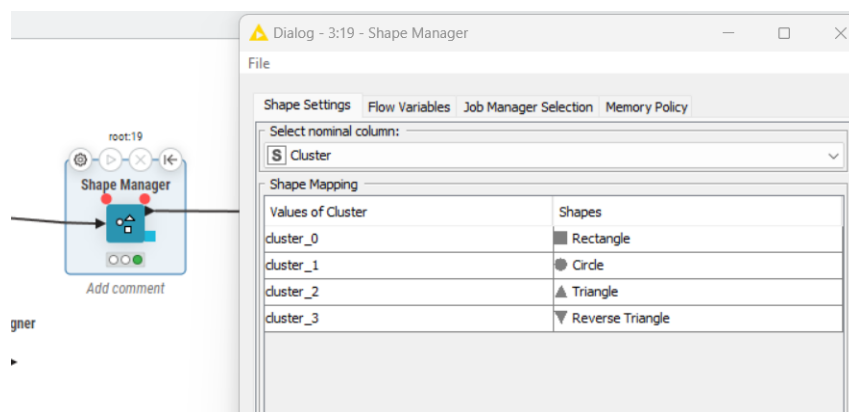 Dialog - 3:19 - Shape Manager
File
Shape Settings Flow Variables Job Manager Selection Memory Policy
Select nominal column:
S Cluster
Shape Mapping
Values of Cluster Shapes
cluster_0 Rectangle
cluster_1 Circle
cluster_2 Triangle
cluster_3 Reverse Triangle
root:19
Shape Manager
Add comment
gner